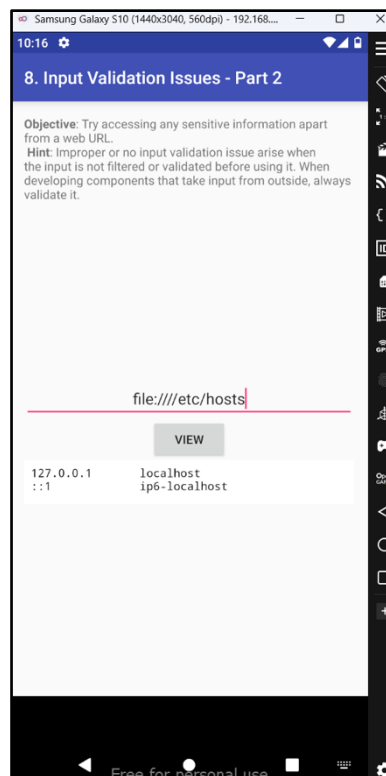 Samsung Galaxy S10 (1440x3040, 560dpi) - 192.168....
10:16
8. Input Validation Issues - Part 2
Objective: Try accessing any sensitive information apart
from a web URL.
Hint: Improper or no input validation issue arise when
the input is not filtered or validated before using it. When
developing components that take input from outside, always
validate it.
file:////etc/hosts
VIEW
127.0.0.1 localhost
::1 ip6-localhost
Free for personal use
GPS
ID